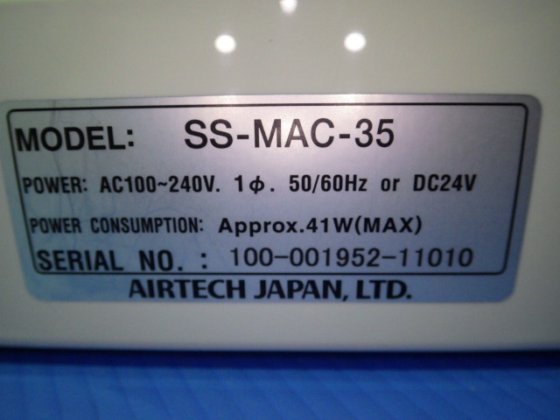 MODEL: SS-MAC-35
POWER: AC100~240V. 1φ. 50/60Hz or DC24V
POWER CONSUMPTION: Approx.41W(MAX)
SERIAL NO. : 100-001952-11010
AIRTECH JAPAN, LTD.